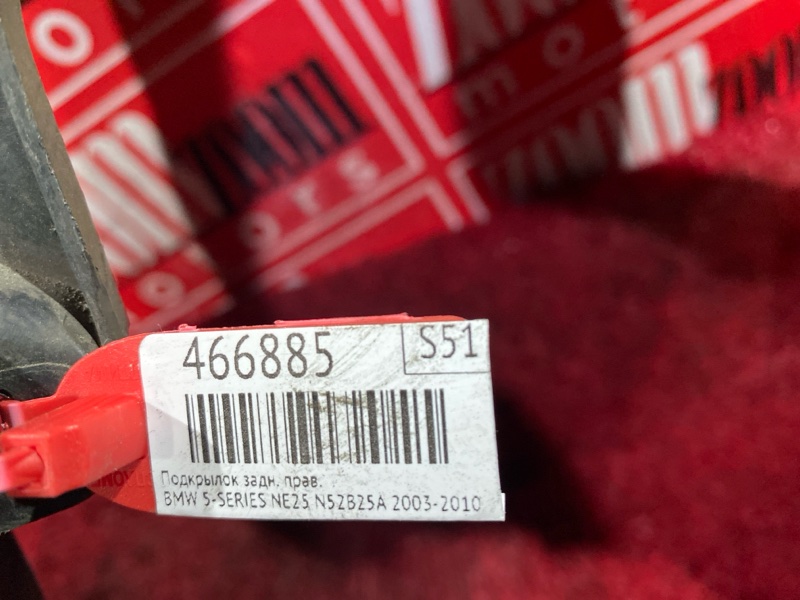 466885
S51
Подкрылок задн. прав.
BMW 5-SERIES NE25 N52B25A 2003-2010